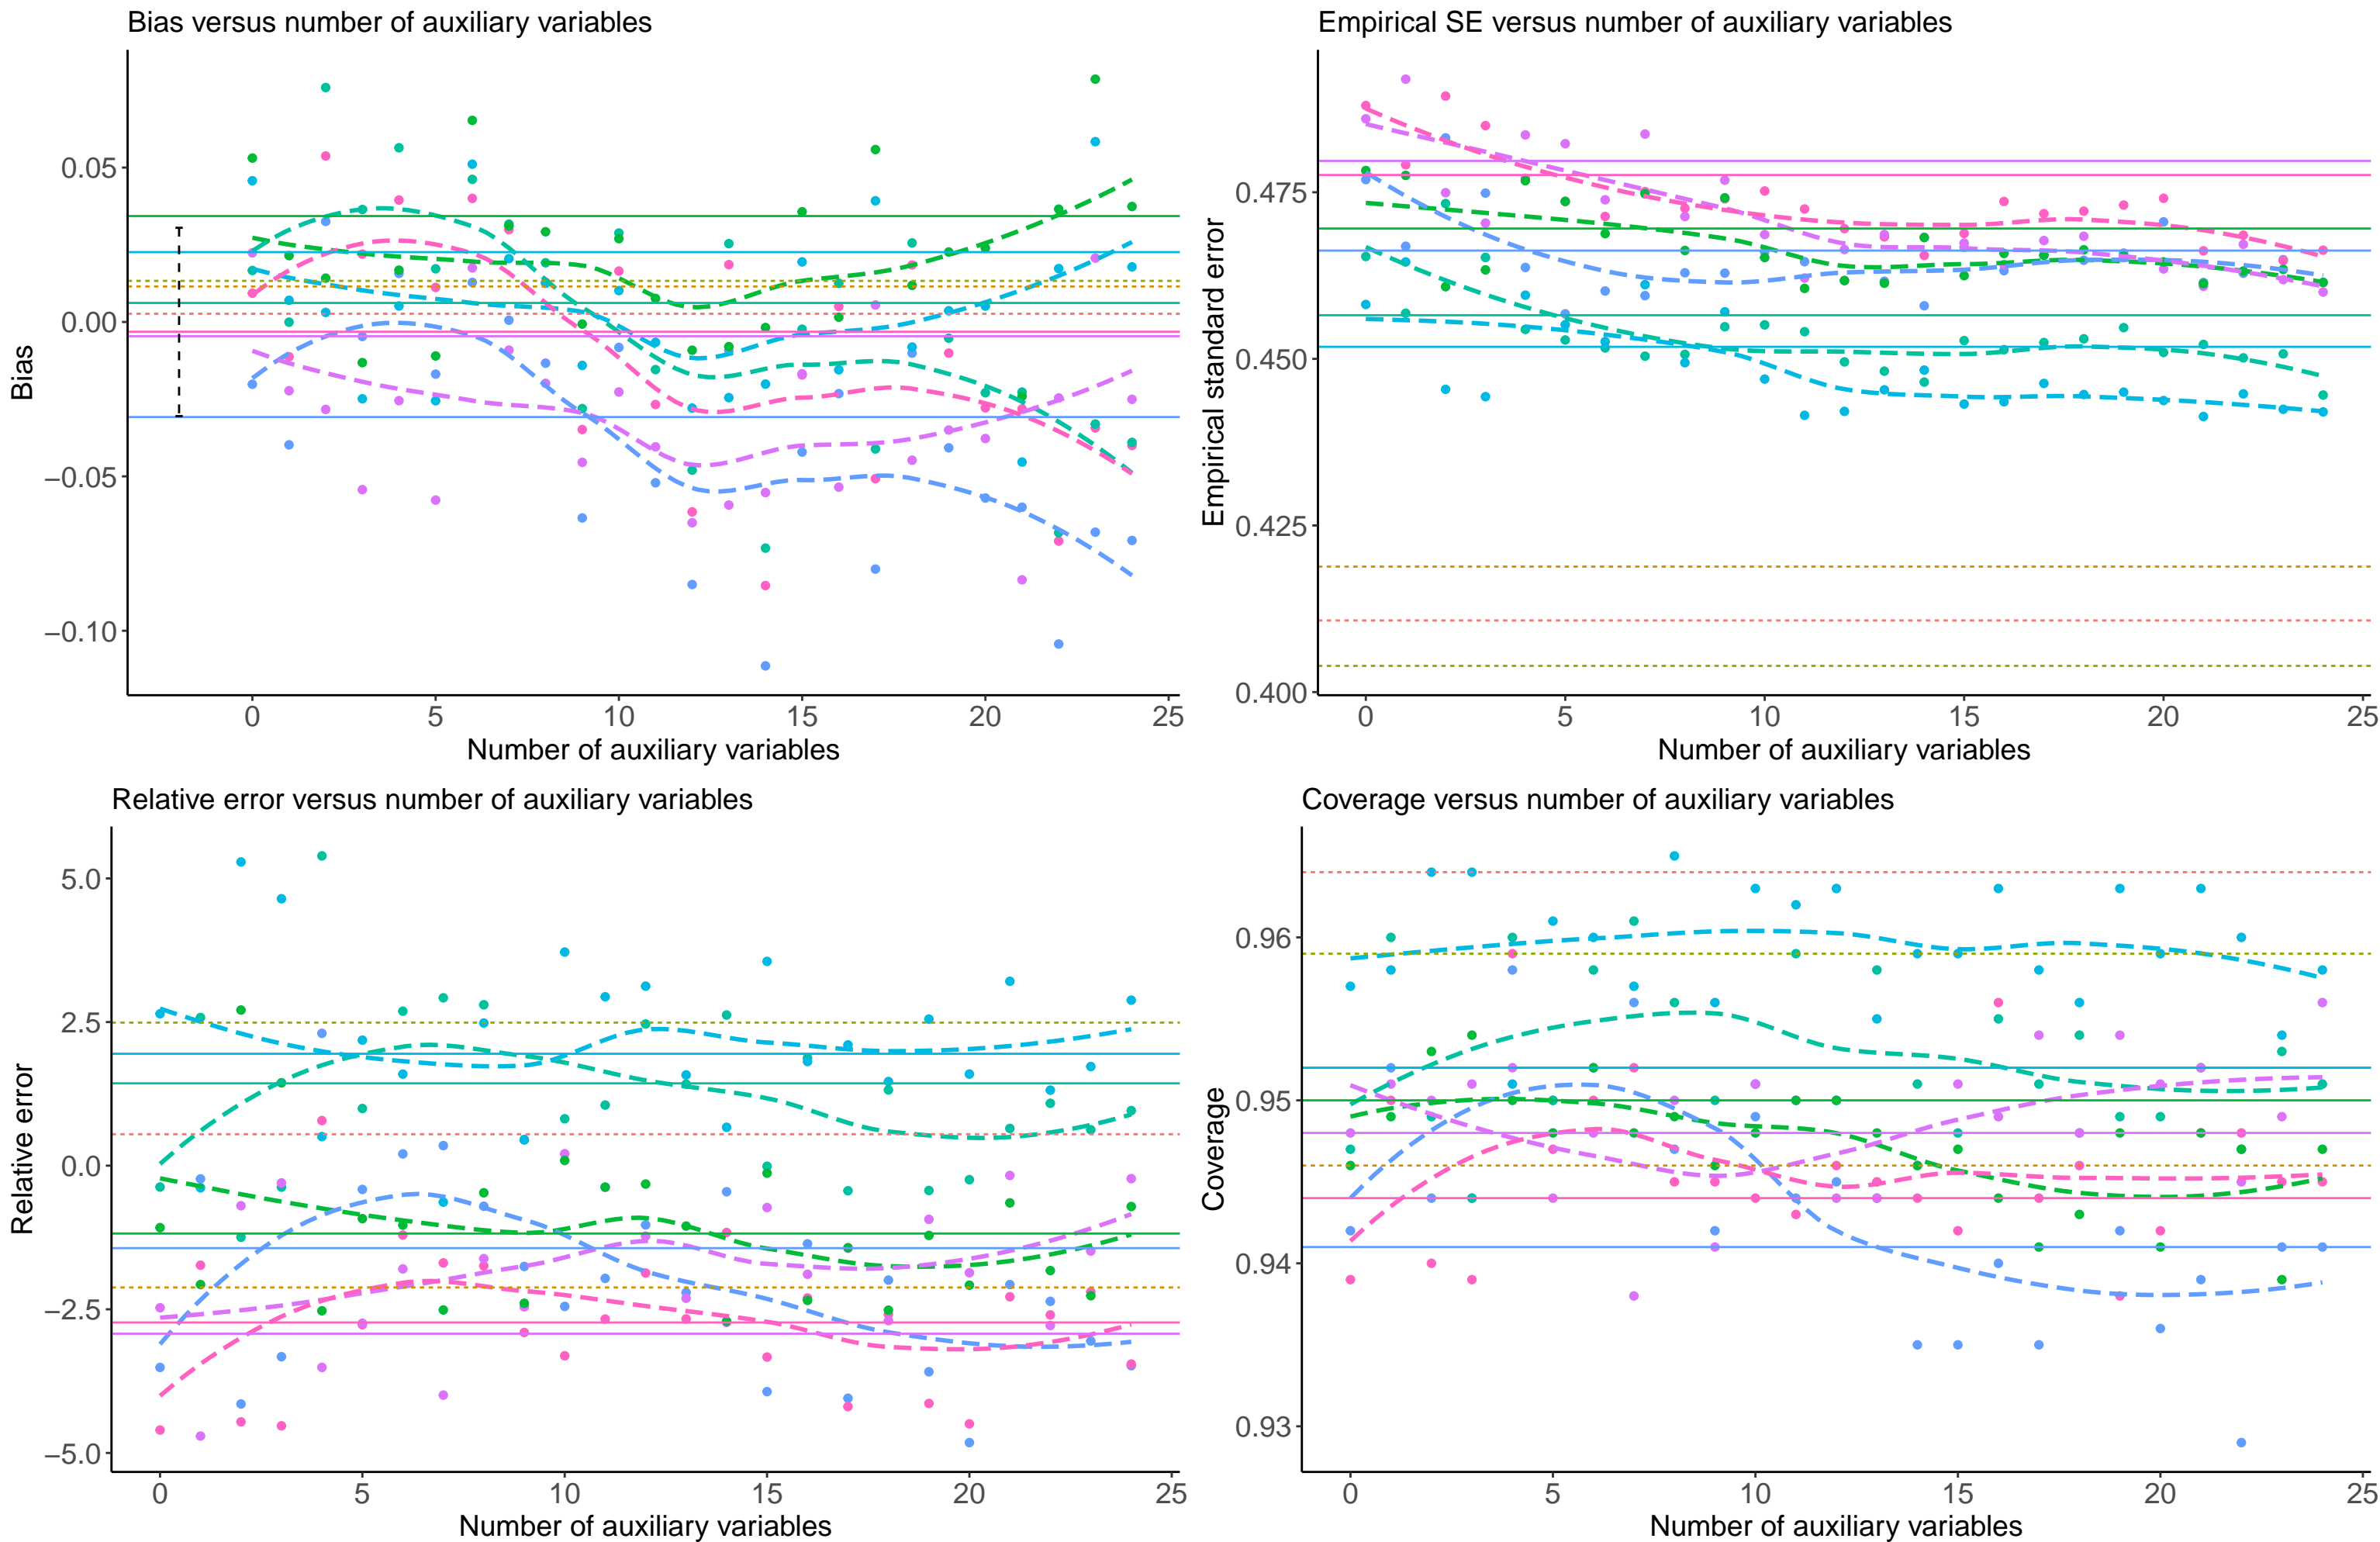 Bias versus number of auxiliary variables
0.05
0.00
−0.05
−0.10
Bias
0 5 10 15 20 25
Number of auxiliary variables
Empirical SE versus number of auxiliary variables
0.475
0.450
0.425
0.400
Empirical standard error
0 5 10 15 20 25
Number of auxiliary variables
Relative error versus number of auxiliary variables
5.0
2.5
0.0
−2.5
−5.0
Relative error
0 5 10 15 20 25
Number of auxiliary variables
Coverage versus number of auxiliary variables
0.96
0.95
0.94
0.93
Coverage
0 5 10 15 20 25
Number of auxiliary variables